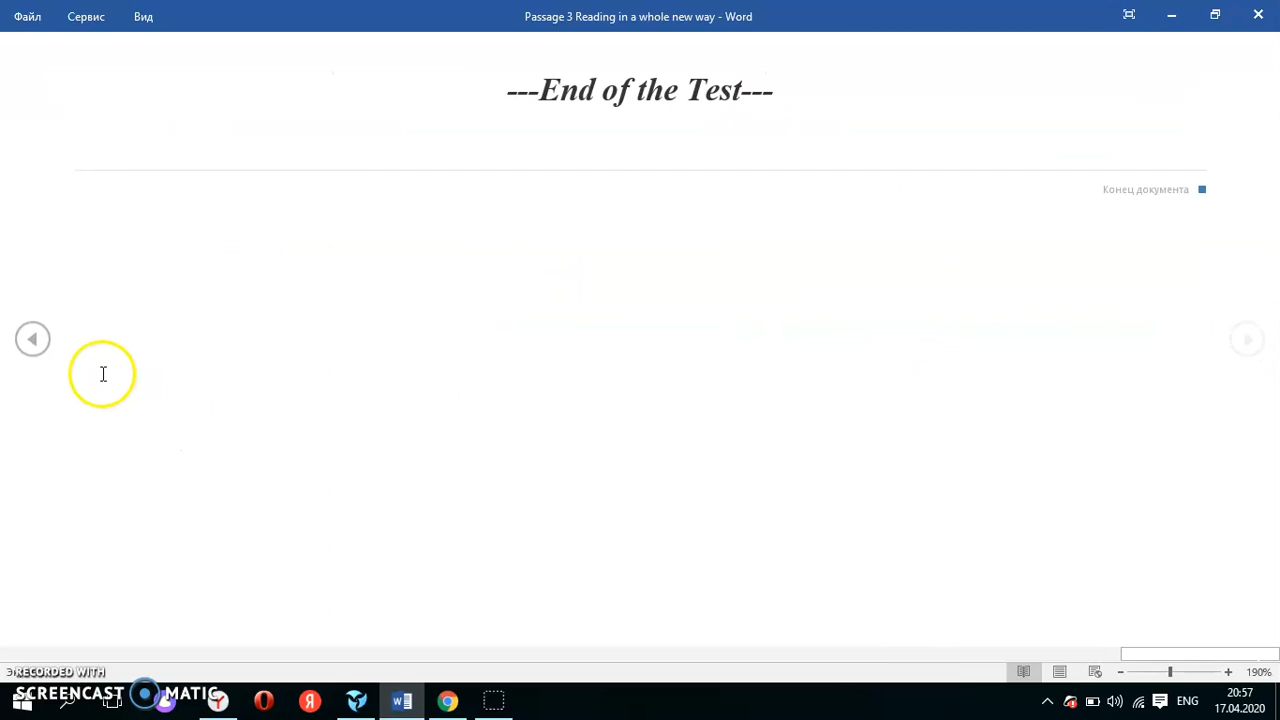 Файл Сервис Вид Passage 3 Reading in a whole new way - Word
---End of the Test---
Конец документа
190%
RECORDED WITH
SCREENCAST MATIC
ENG
20:57
17.04.2020